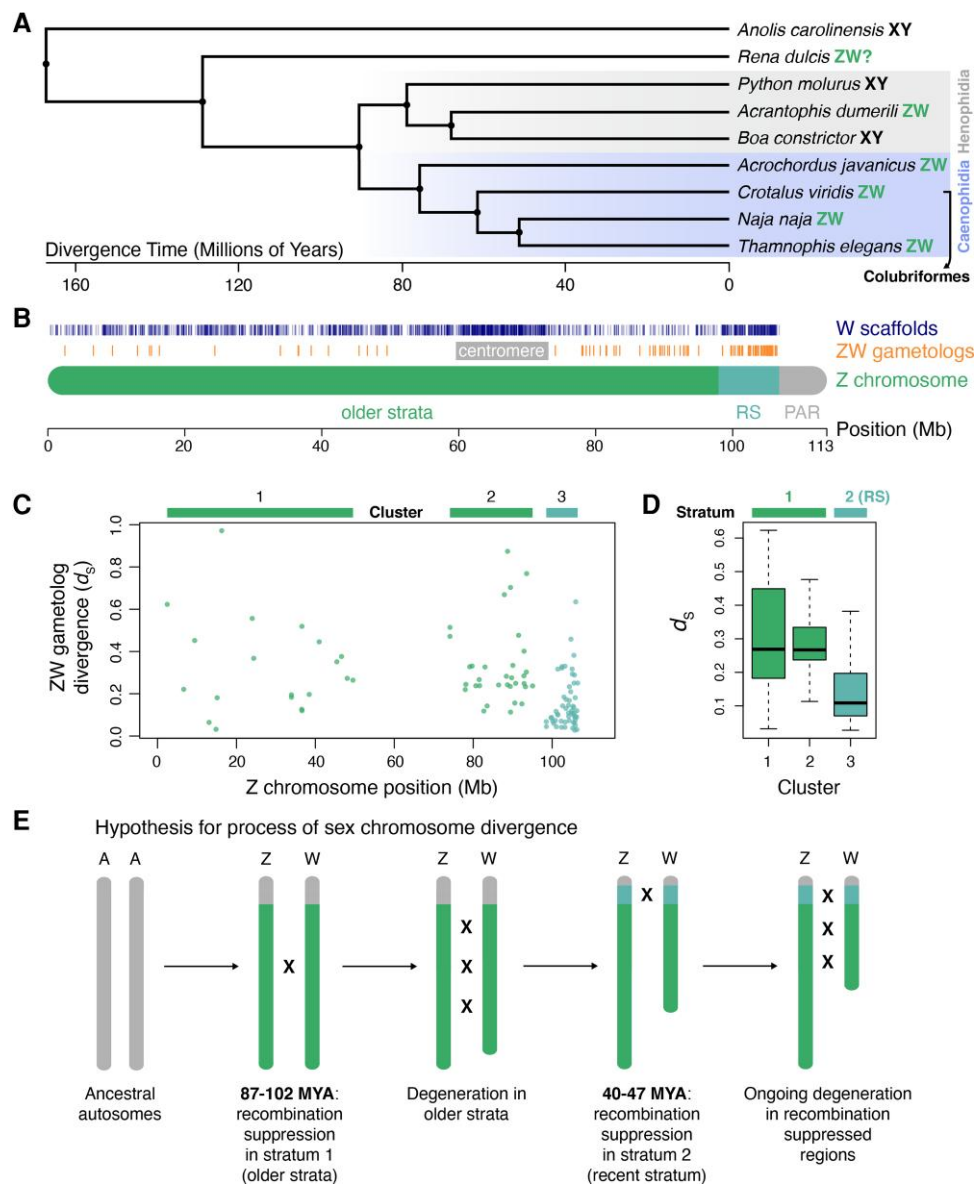 A
Anolis carolinensis XY
Rena dulcis ZW?
Python molurus XY
Acrantophis dumerili ZW
Boa constrictor XY
Acrochordus javanicus ZW
Crotalus viridis ZW
Naja naja ZW
Thamnophis elegans ZW
Henophidia
Caenophidia
Colubriformes
Divergence Time (Millions of Years)
160 120 80 40 0
B
W scaffolds
centromere
ZW gametologs
Z chromosome
older strata RS PAR
Position (Mb)
0 20 40 60 80 100 113
C
1 Cluster 2 3
ZW gametolog
divergence (dS)
1.0
0.8
0.6
0.4
0.2
0.0
0 20 40 60 80 100
Z chromosome position (Mb)
D
1 2 (RS)
Stratum
dS
0.6
0.5
0.4
0.3
0.2
0.1
1 2 3
Cluster
E
Hypothesis for process of sex chromosome divergence
A A Z W Z W Z W Z W
X
X
X
X
X
X
X
X
Ancestral
autosomes
87-102 MYA:
recombination
suppression
in stratum 1
(older strata)
Degeneration in
older strata
40-47 MYA:
recombination
suppression
in stratum 2
(recent stratum)
Ongoing degeneration
in recombination
suppressed
regions